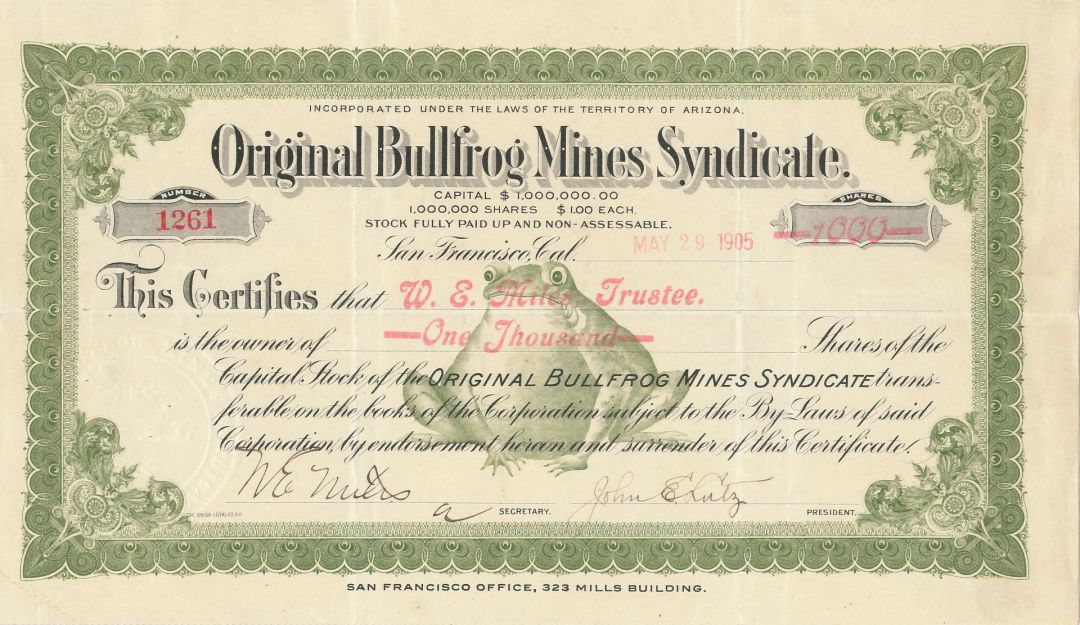 INCORPORATED UNDER THE LAWS OF THE TERRITORY OF ARIZONA.
Original Bullfrog Mines Syndicate.
CAPITAL $1,000,000.00
NUMBER
1261
1,000,000 SHARES $1.00 EACH.
SHARES
1000
STOCK FULLY PAID UP AND NON-ASSESSABLE.
San Francisco, Cal. MAY 29 1905
This Certifies that W. E. Miles, Trustee.
is the owner of One Thousand Shares of the
Capital Stock of the ORIGINAL BULLFROG MINES SYNDICATE trans-
ferable on the books of the Corporation subject to the By Laws of said
Corporation, by endorsement hereon and surrender of this Certificate.
W E Miles
John E Lutz
SECRETARY.
PRESIDENT.
SAN FRANCISCO OFFICE, 323 MILLS BUILDING.